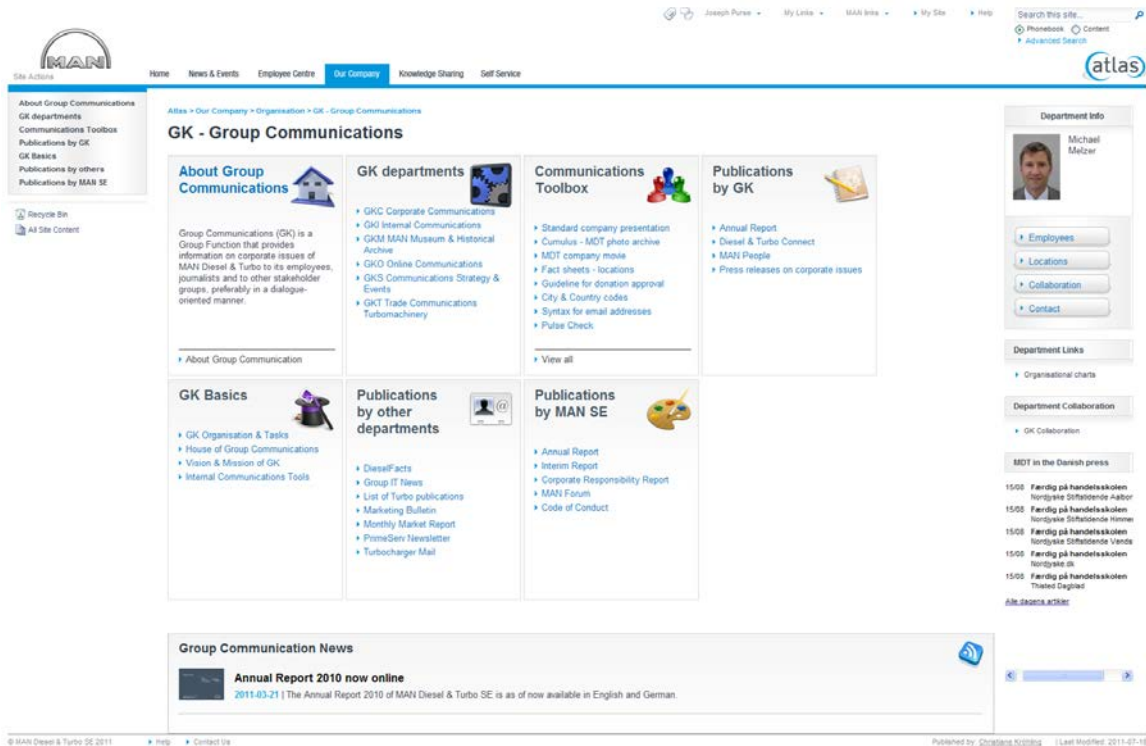 Joseph Purse
My Links
MAN links
My Site
Help
Search this site...
Phonebook
Content
Advanced Search
MAN
Site Actions
Home
News & Events
Employee Centre
Our Company
Knowledge Sharing
Self Service
atlas
About Group Communications
GK departments
Communications Toolbox
Publications by GK
GK Basics
Publications by others
Publications by MAN SE
Recycle Bin
All Site Content
Atlas > Our Company > Organisation > GK - Group Communications
GK - Group Communications
About Group
Communications
Group Communications (GK) is a
Group Function that provides
information on corporate issues of
MAN Diesel & Turbo to its employees,
journalists and to other stakeholder
groups, preferably in a dialogue-
oriented manner.
About Group Communication
GK departments
GKC Corporate Communications
GKI Internal Communications
GKM MAN Museum & Historical
Archive
GKO Online Communications
GKS Communications Strategy &
Events
GKT Trade Communications
Turbomachinery
Communications
Toolbox
Standard company presentation
Cumulus - MDT photo archive
MDT company movie
Fact sheets - locations
Guideline for donation approval
City & Country codes
Syntax for email addresses
Pulse Check
View all
Publications
by GK
Annual Report
Diesel & Turbo Connect
MAN People
Press releases on corporate issues
GK Basics
GK Organisation & Tasks
House of Group Communications
Vision & Mission of GK
Internal Communications Tools
Publications
by other
departments
DieselFacts
Group IT News
List of Turbo publications
Marketing Bulletin
Monthly Market Report
PrimeServ Newsletter
Turbocharger Mail
Publications
by MAN SE
Annual Report
Interim Report
Corporate Responsibility Report
MAN Forum
Code of Conduct
Department Info
Michael
Melzer
Employees
Locations
Collaboration
Contact
Department Links
Organisational charts
Department Collaboration
GK Collaboration
MDT in the Danish press
15/08 Færdig på handelsskolen
Nordjyske Stiftstidende Aalbor
15/08 Færdig på handelsskolen
Nordjyske Stiftstidende Himmer
15/08 Færdig på handelsskolen
Nordjyske Stiftstidende Vends
15/08 Færdig på handelsskolen
Nordjyske.dk
15/08 Færdig på handelsskolen
Thisted Dagblad
Alle dagens artikler
Group Communication News
Annual Report 2010 now online
2011-03-21 | The Annual Report 2010 of MAN Diesel & Turbo SE is as of now available in English and German.
© MAN Diesel & Turbo SE 2011
Help
Contact Us
Published by: Christiane Kröhling | Last Modified: 2011-07-19